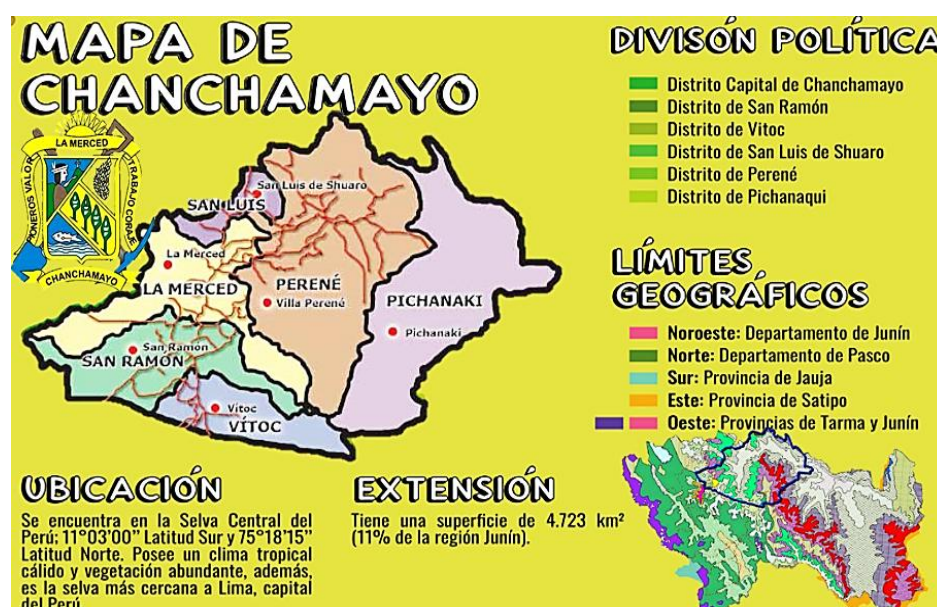 MAPA DE
CHANCHAMAYO
LA MERCED
PIONEROS VALOR
TRABAJO CORAJE
CHANCHAMAYO
San Luis de Shuaro
SAN LUIS
La Merced
LA MERCED
PERENÉ
Villa Perené
PICHANAKI
Pichanaki
San Ramón
SAN RAMÓN
Vitoc
VÍTOC
DIVISÓN POLÍTICA
Distrito Capital de Chanchamayo
Distrito de San Ramón
Distrito de Vitoc
Distrito de San Luis de Shuaro
Distrito de Perené
Distrito de Pichanaqui
LÍMITES
GEOGRÁFICOS
Noroeste: Departamento de Junín
Norte: Departamento de Pasco
Sur: Provincia de Jauja
Este: Provincia de Satipo
Oeste: Provincias de Tarma y Junín
UBICACIÓN
Se encuentra en la Selva Central del
Perú; 11°03'00” Latitud Sur y 75°18'15”
Latitud Norte. Posee un clima tropical
cálido y vegetación abundante, además,
es la selva más cercana a Lima, capital
del Perú
EXTENSIÓN
Tiene una superficie de 4.723 km²
(11% de la región Junín).